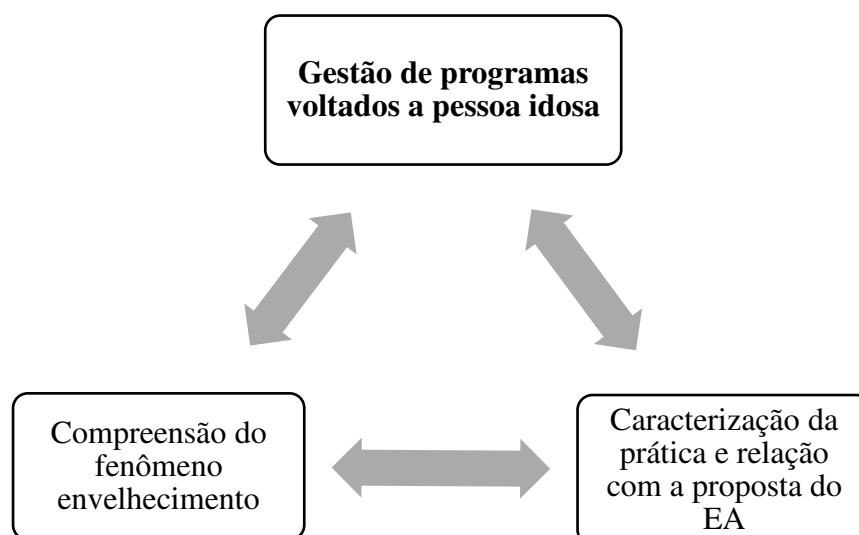 Gestão de programas
voltados a pessoa idosa
Compreensão do
fenômeno
envelhecimento
Caracterização da
prática e relação
com a proposta do
EA